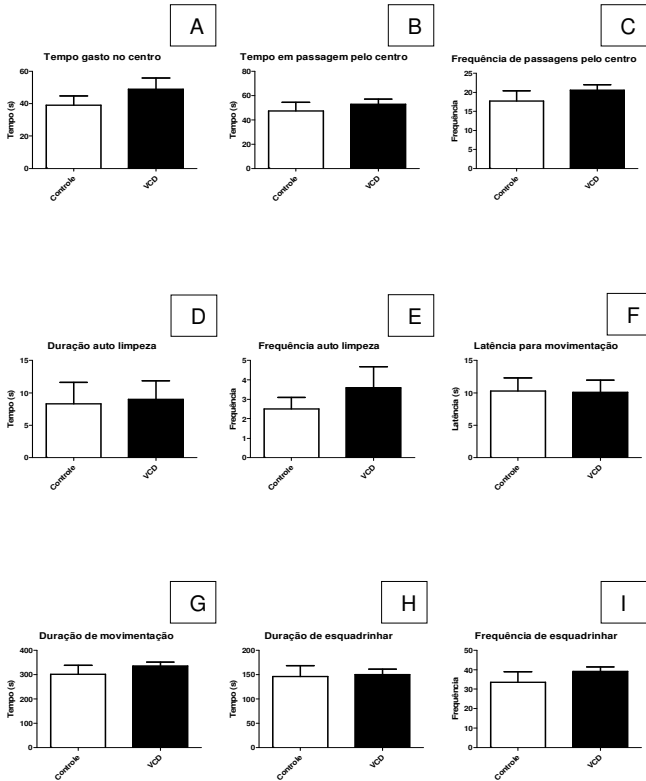 A
Tempo gasto no centro
Tempo (s)
60
40
20
0
Controle
VCD
B
Tempo em passagem pelo centro
Tempo (s)
80
60
40
20
0
Controle
VCD
C
Frequência de passagens pelo centro
Frequência
25
20
15
10
5
0
Controle
VCD
D
Duração auto limpeza
Tempo (s)
15
10
5
0
Controle
VCD
E
Frequência auto limpeza
Frequência
5
4
3
2
1
0
Controle
VCD
F
Latência para movimentação
Latência (s)
15
10
5
0
Controle
VCD
G
Duração de movimentação
Tempo (s)
400
300
200
100
0
Controle
VCD
H
Duração de esquadrinhar
Tempo (s)
200
150
100
50
0
Controle
VCD
I
Frequência de esquadrinhar
Frequência
50
40
30
20
10
0
Controle
VCD